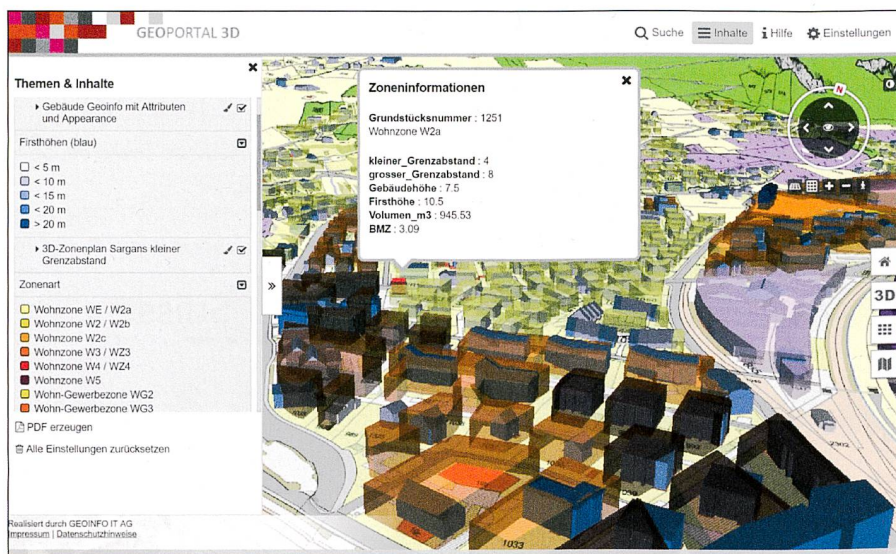 GEOPORTAL 3D
Suche
Inhalte
Hilfe
Einstellungen
Themen & Inhalte
Gebäude Geoinfo mit Attributen
und Appearance
Firsthöhen (blau)
< 5 m
< 10 m
< 15 m
< 20 m
> 20 m
3D-Zonenplan Sargans kleiner
Grenzabstand
Zonenart
Wohnzone WE / W2a
Wohnzone W2 / W2b
Wohnzone W2c
Wohnzone W3 / WZ3
Wohnzone W4 / WZ4
Wohnzone W5
Wohn-Gewerbezone WG2
Wohn-Gewerbezone WG3
PDF erzeugen
Alle Einstellungen zurücksetzen
Realisiert durch GEOINFO IT AG
Impressum | Datenschutzhinweise
Zoneninformationen
Grundstücksnummer : 1251
Wohnzone W2a
kleiner_Grenzabstand : 4
grosser_Grenzabstand : 8
Gebäudehöhe : 7.5
Firsthöhe : 10.5
Volumen_m3 : 945.53
BMZ : 3.09
N
3D
1033